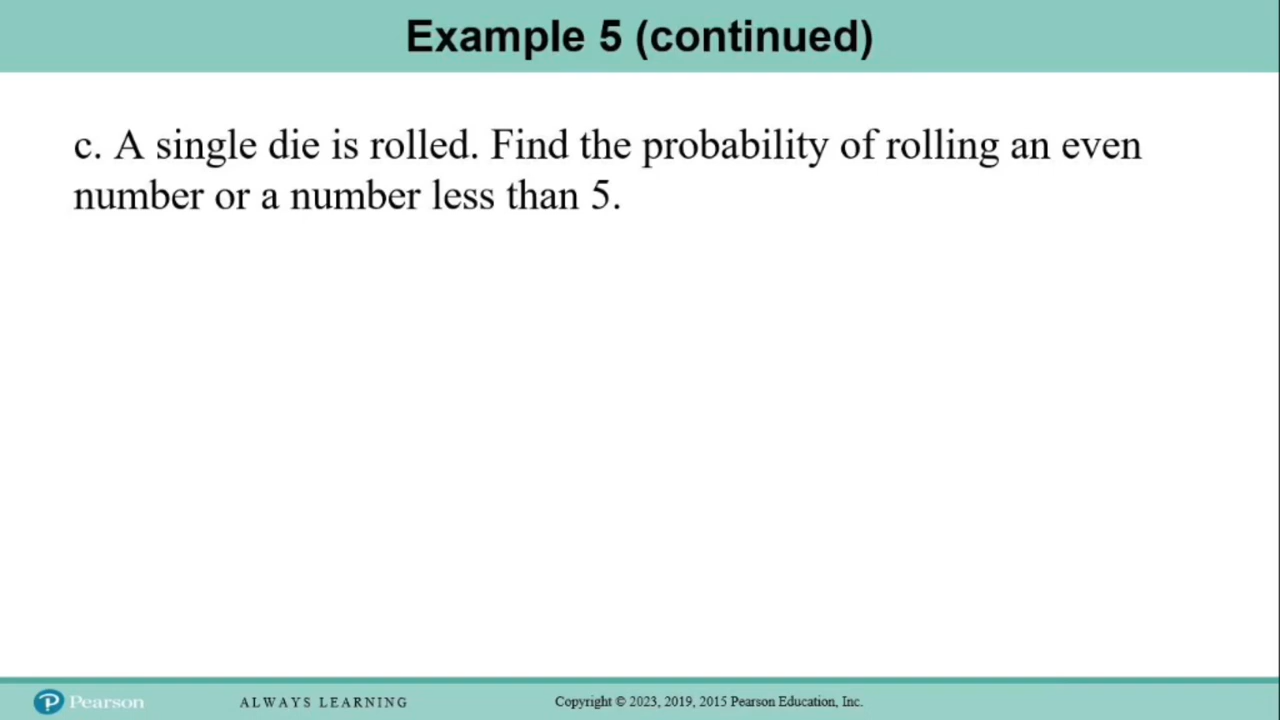 Example 5 (continued)
c. A single die is rolled. Find the probability of rolling an even
number or a number less than 5.
Pearson
ALWAYS LEARNING
Copyright © 2023, 2019, 2015 Pearson Education, Inc.